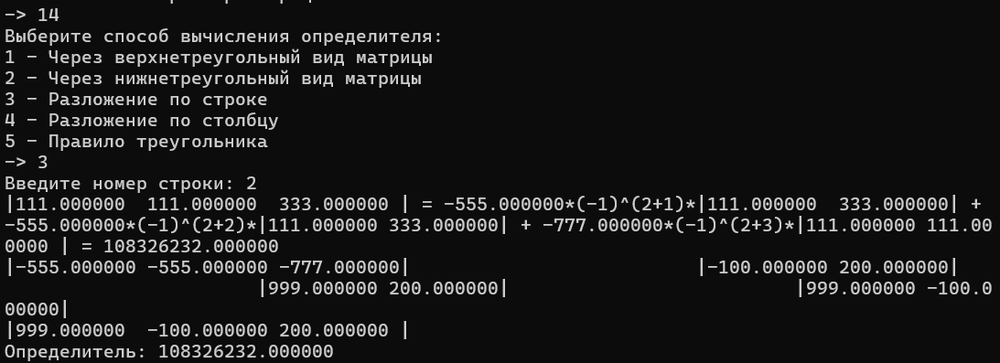 -> 14
Выберите способ вычисления определителя:
1 - Через верхнетреугольный вид матрицы
2 - Через нижнетреугольный вид матрицы
3 - Разложение по строке
4 - Разложение по столбцу
5 - Правило треугольника
-> 3
Введите номер строки: 2
|111.000000  111.000000  333.000000 | = -555.000000*(-1)^(2+1)*|111.000000  333.000000| +
-555.000000*(-1)^(2+2)*|111.000000 333.000000| + -777.000000*(-1)^(2+3)*|111.000000 111.00
0000 | = 108326232.000000
|-555.000000 -555.000000 -777.000000|                          |-100.000000 200.000000|
                       |999.000000 200.000000|                          |999.000000 -100.0
00000|
|999.000000  -100.000000 200.000000 |
Определитель: 108326232.000000